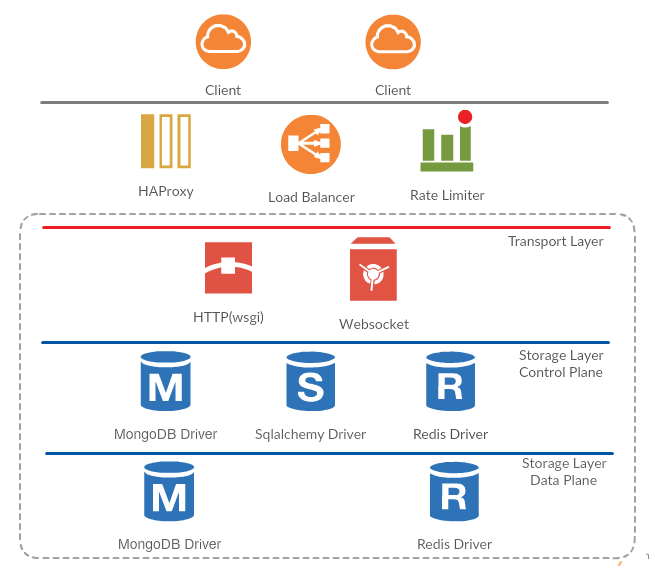 Client
Client
HAProxy
Load Balancer
Rate Limiter
Transport Layer
HTTP(wsgi)
Websocket
Storage Layer
Control Plane
M
S
R
MongoDB Driver
Sqlalchemy Driver
Redis Driver
Storage Layer
Data Plane
M
R
MongoDB Driver
Redis Driver